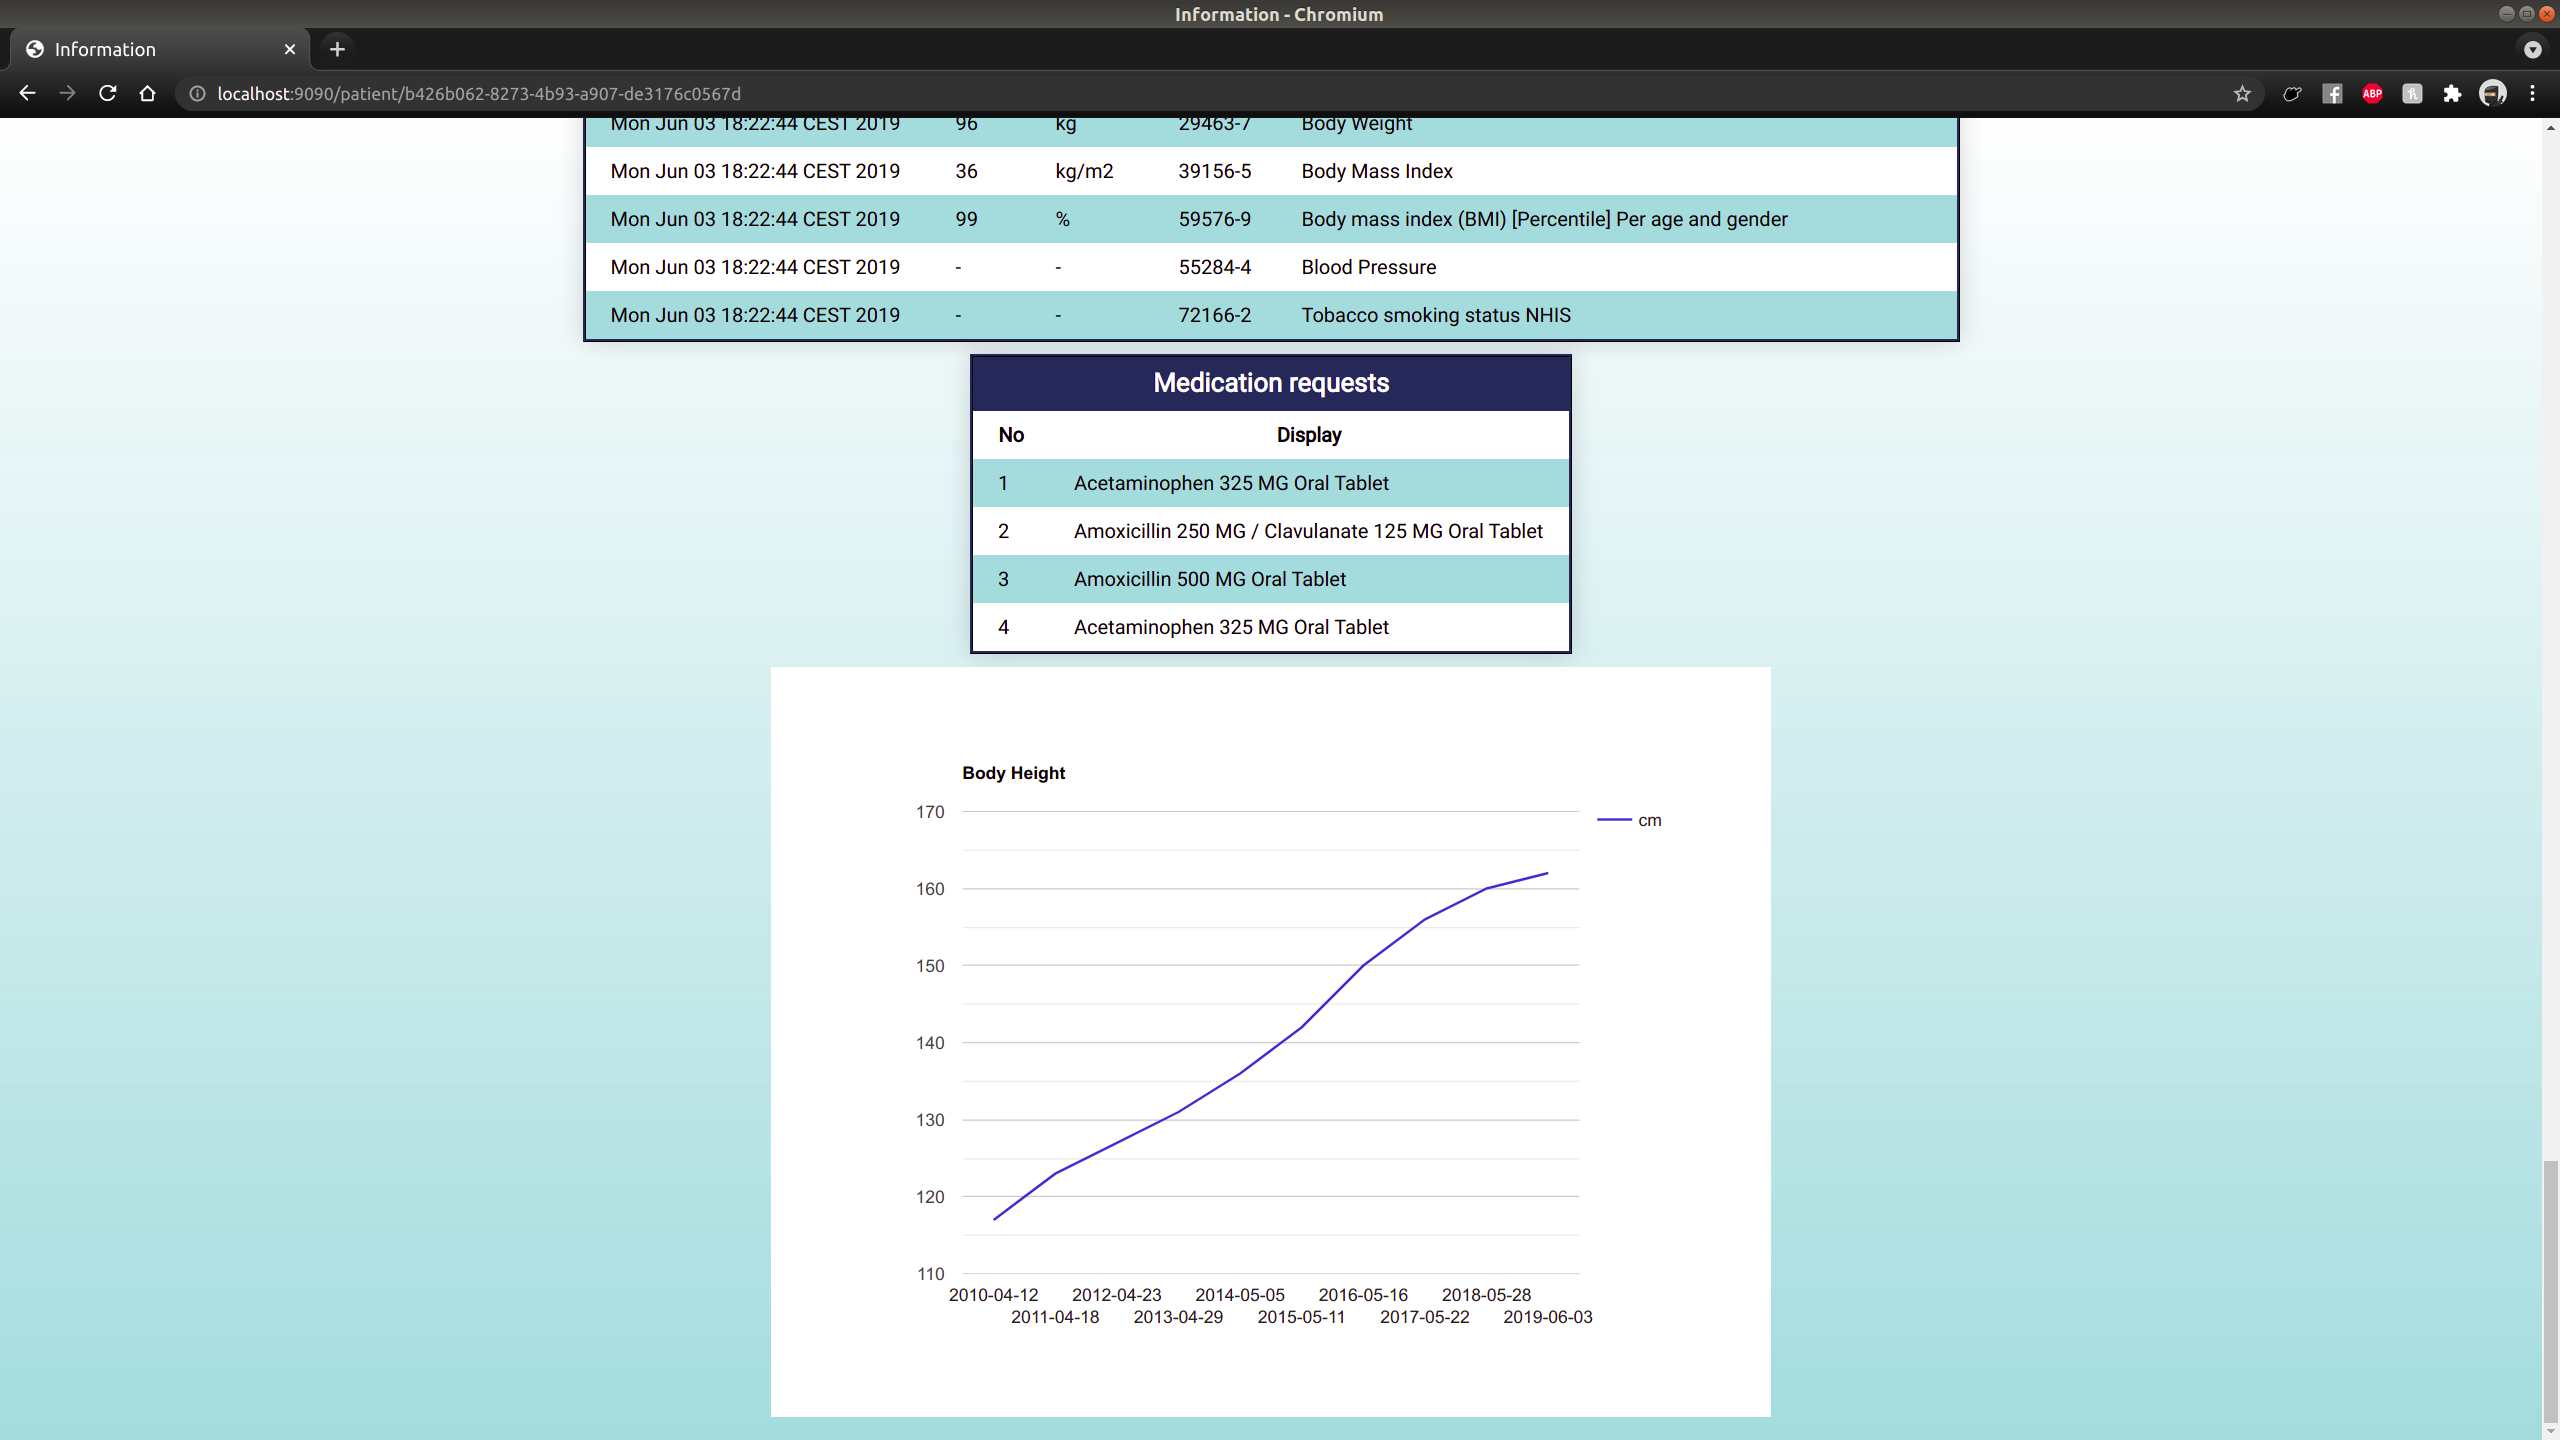 Information - Chromium
Information
localhost:9090/patient/b426b062-8273-4b93-a907-de3176c0567d
ABP
Mon Jun 03 18:22:44 CEST 2019 96 kg 29463-7 Body Weight
Mon Jun 03 18:22:44 CEST 2019 36 kg/m2 39156-5 Body Mass Index
Mon Jun 03 18:22:44 CEST 2019 99 % 59576-9 Body mass index (BMI) [Percentile] Per age and gender
Mon Jun 03 18:22:44 CEST 2019 - - 55284-4 Blood Pressure
Mon Jun 03 18:22:44 CEST 2019 - - 72166-2 Tobacco smoking status NHIS
Medication requests
No Display
1 Acetaminophen 325 MG Oral Tablet
2 Amoxicillin 250 MG / Clavulanate 125 MG Oral Tablet
3 Amoxicillin 500 MG Oral Tablet
4 Acetaminophen 325 MG Oral Tablet
Body Height
170
cm
160
150
140
130
120
110
2010-04-12 2012-04-23 2014-05-05 2016-05-16 2018-05-28
2011-04-18 2013-04-29 2015-05-11 2017-05-22 2019-06-03